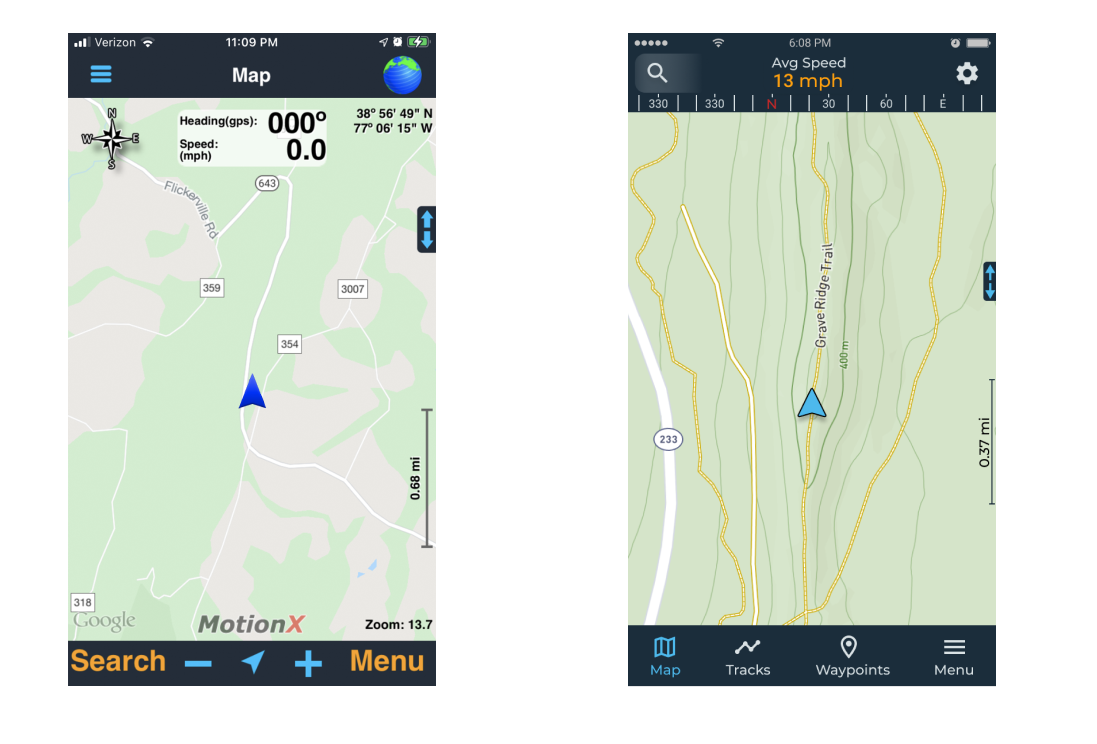 Verizon
11:09 PM
Map
N
W
E
S
Heading(gps):
000º
Speed:
(mph)
0.0
38° 56' 49" N
77° 06' 15" W
643
Flickerville Rd
359
3007
354
0.68 mi
318
Google
MotionX
Zoom: 13.7
Search
Menu
6:08 PM
Avg Speed
13 mph
330
330
N
30
60
E
Grave Ridge Trail
400 m
233
0.37 mi
Map
Tracks
Waypoints
Menu